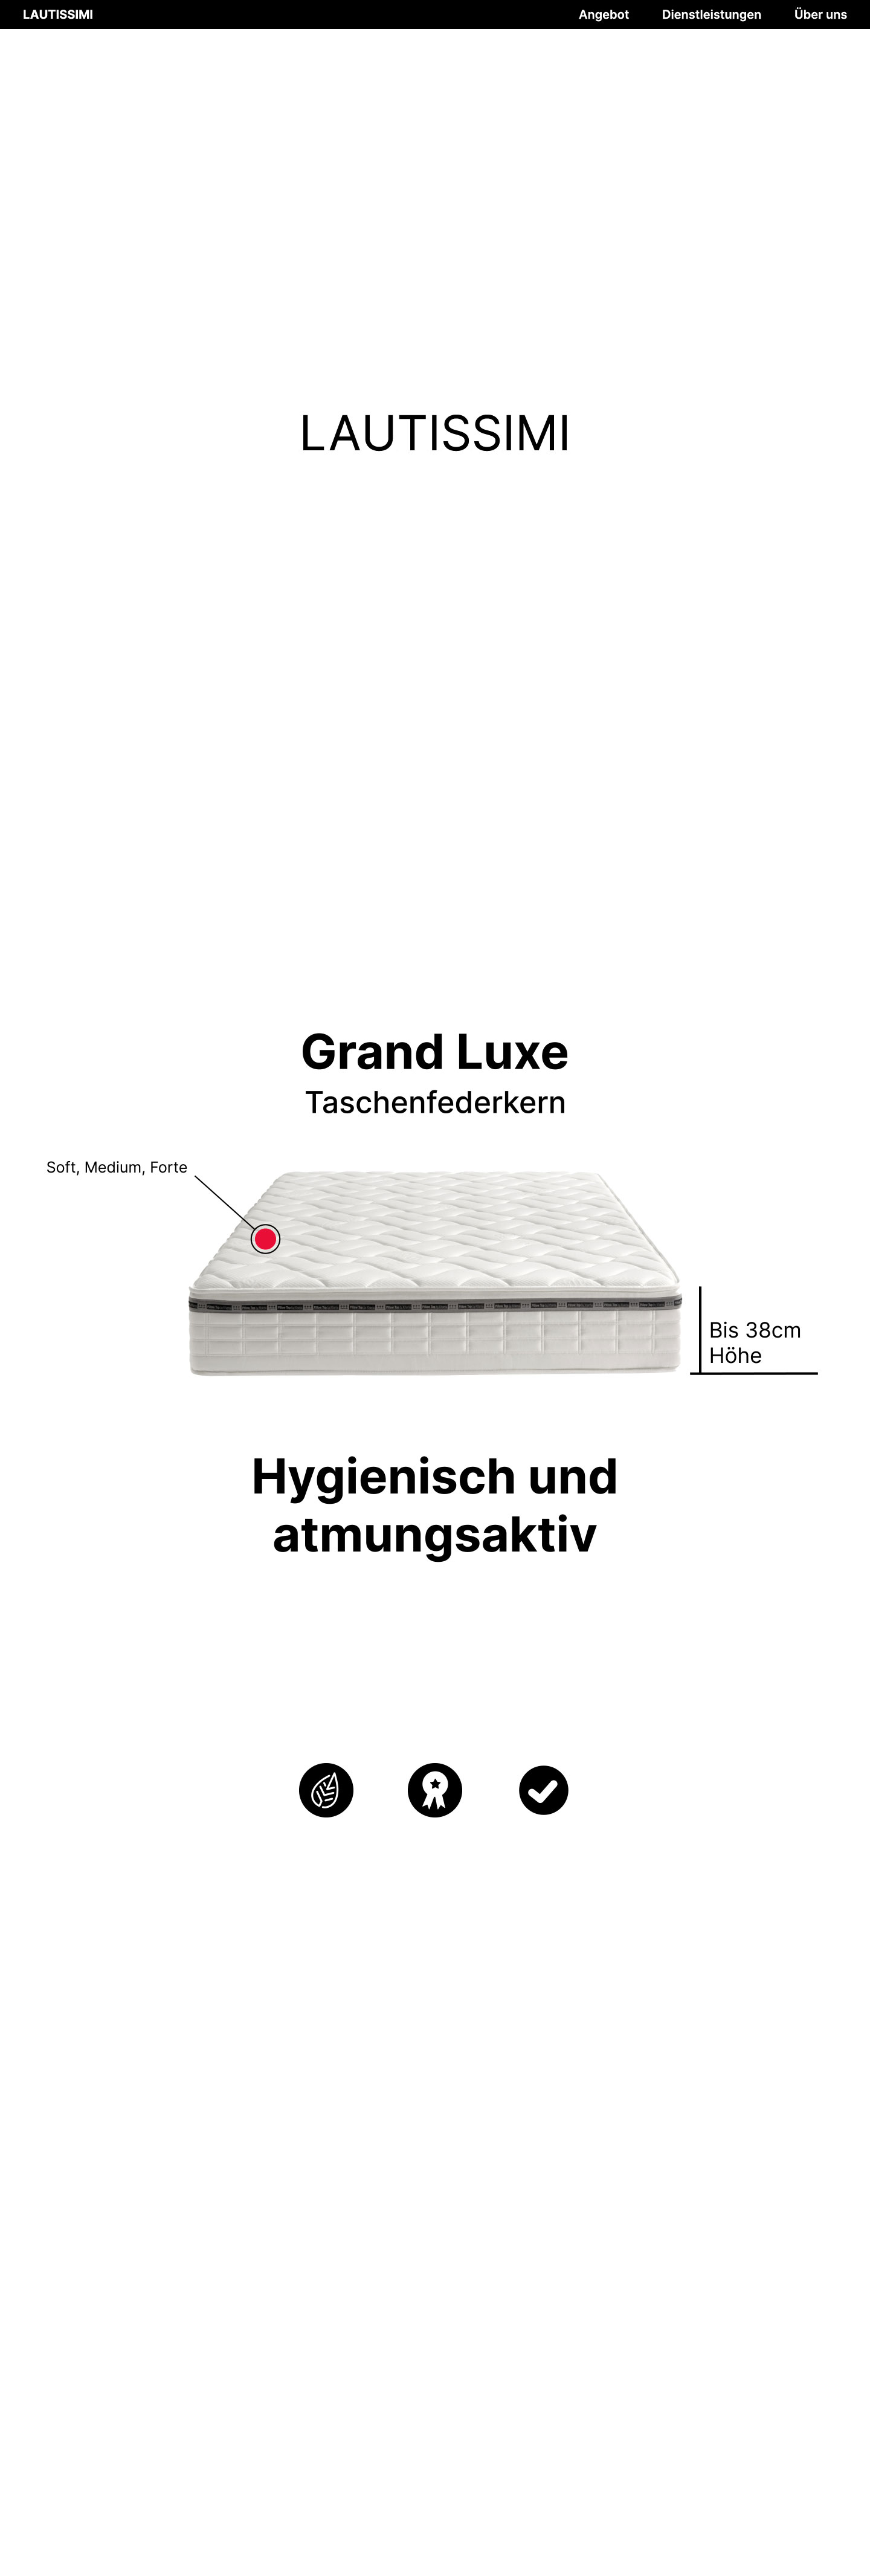 LAUTISSIMI
Angebot Dienstleistungen Über uns
LAUTISSIMI
Grand Luxe
Taschenfederkern
Soft, Medium, Forte
Bis 38cm
Höhe
Hygienisch und
atmungsaktiv